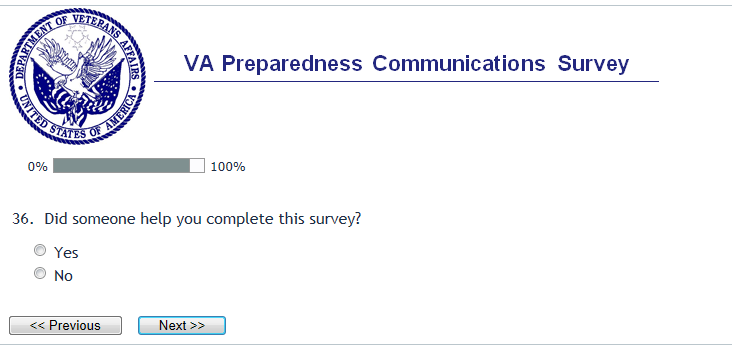 DEPARTMENT OF VETERANS AFFAIRS
UNITED STATES OF AMERICA
VA Preparedness Communications Survey
0% 100%
36. Did someone help you complete this survey?
Yes
No
<< Previous Next >>